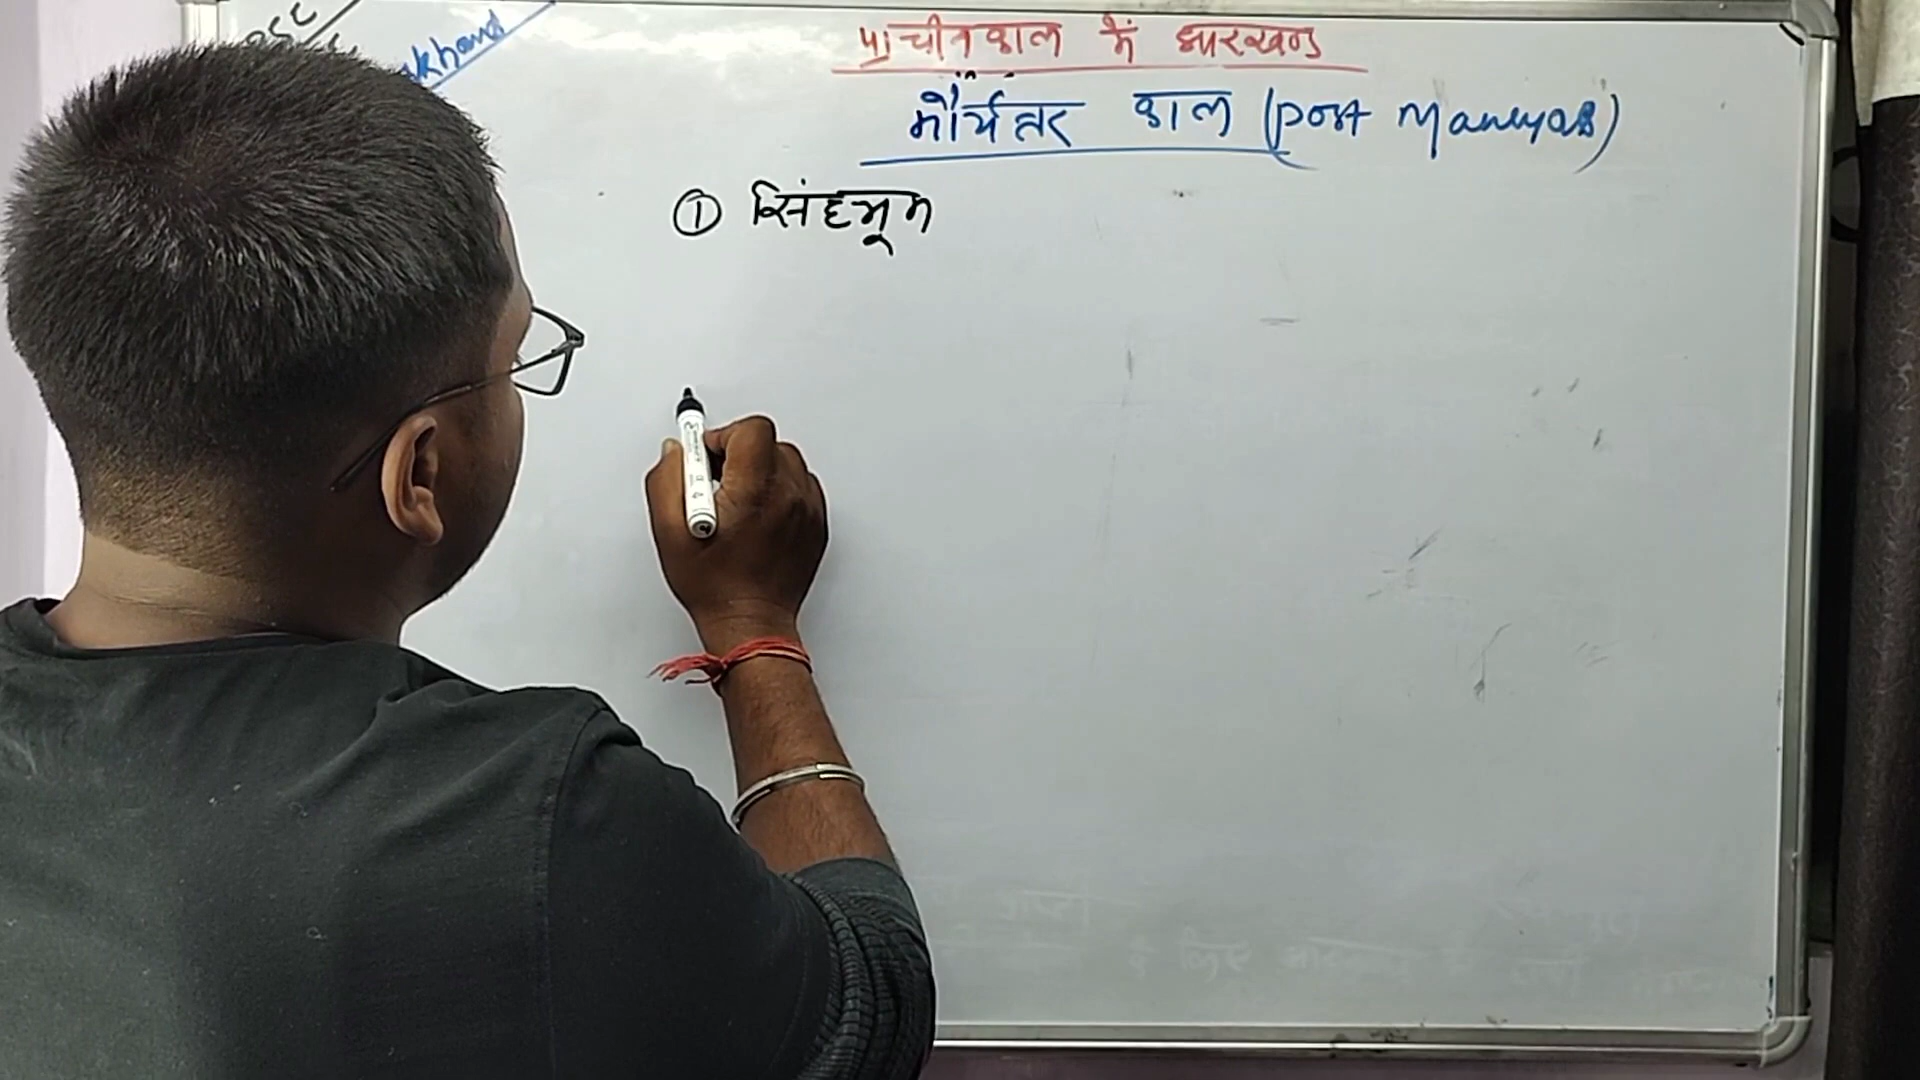 प्राचीनकाल में झारखण्ड
मौर्येतर काल (Post Mauryas)
① सिंहभूम